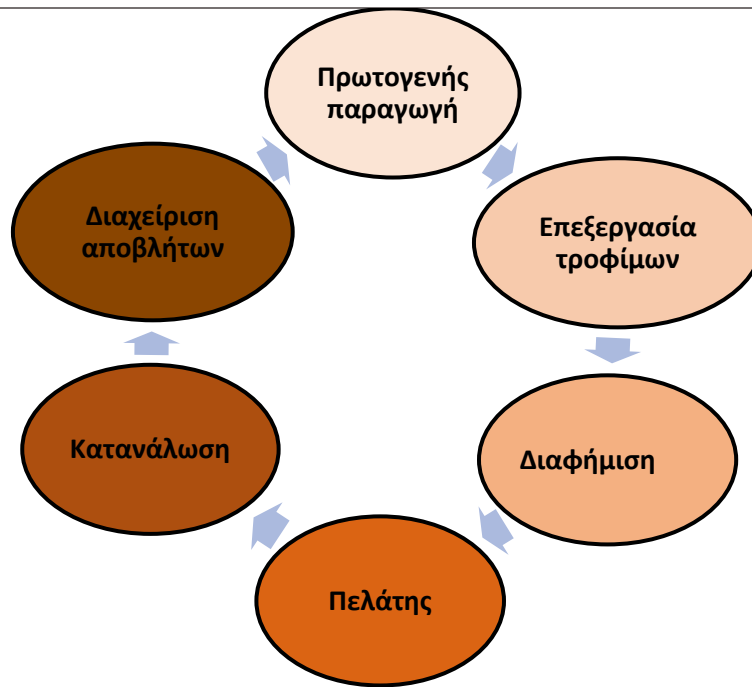 Πρωτογενής
παραγωγή
Επεξεργασία
τροφίμων
Διαφήμιση
Πελάτης
Κατανάλωση
Διαχείριση
αποβλήτων